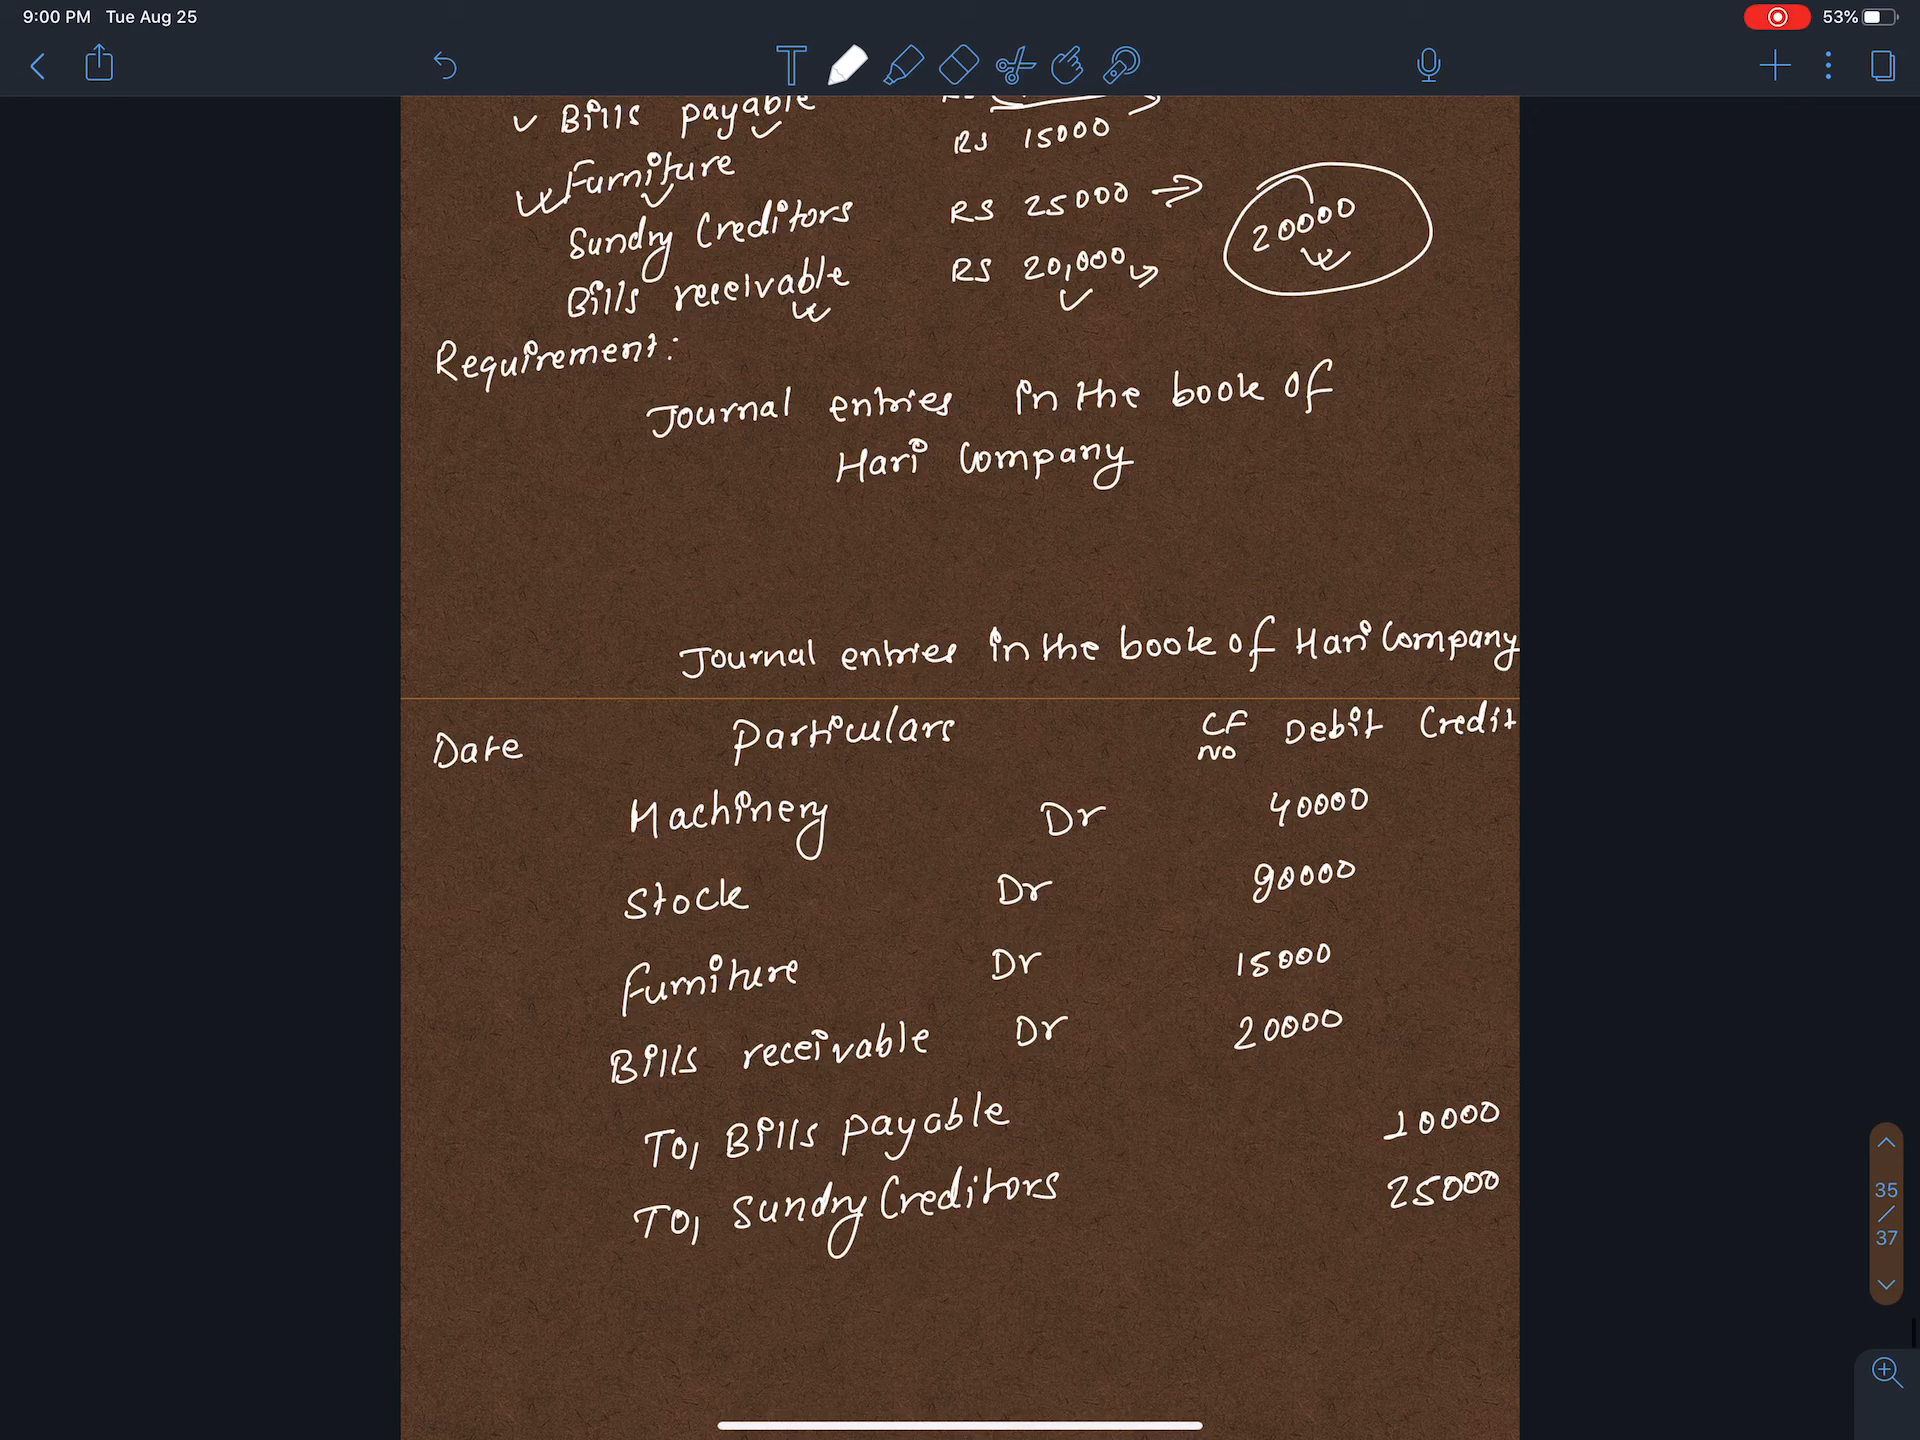 9:00 PM Tue Aug 25
53%
Bills payable
Rs 15000
Furniture
Rs 25000 → 20000
Sundry Creditors
Rs 20,000
Bills receivable
Requirement:
Journal entries in the book of
Hari Company
Journal entries in the book of Hari Company
Date Particulars CF NO Debit Credit
Machinery Dr 40000
Stock Dr 90000
Furniture Dr 15000
Bills receivable Dr 20000
To, Bills payable 10000
To, Sundry Creditors 25000
35
/
37